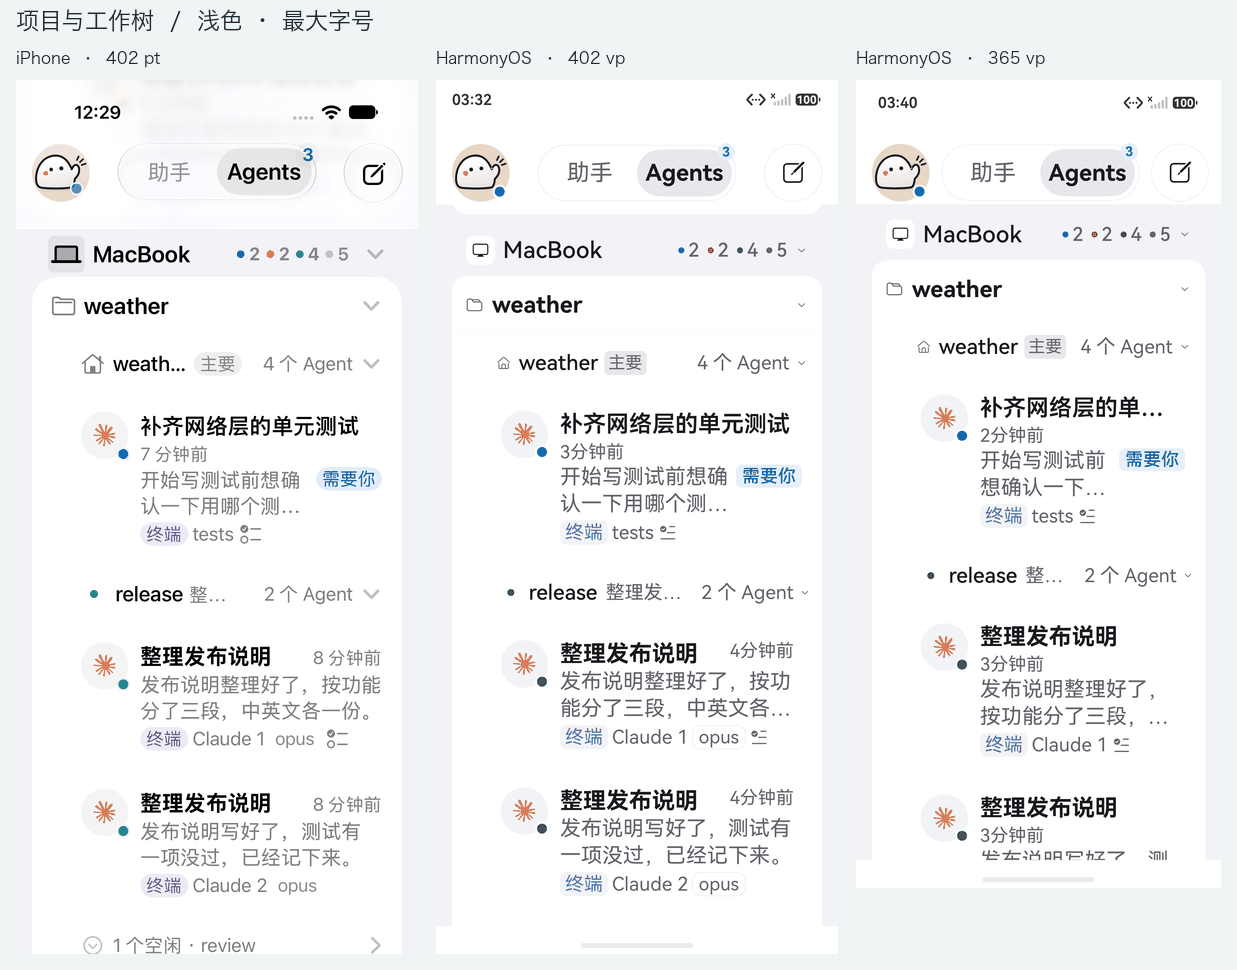 项目与工作树 / 浅色 · 最大字号
iPhone · 402 pt
12:29
助手 Agents 3
MacBook 2 2 4 5
weather
weath... 主要 4 个 Agent
补齐网络层的单元测试
7 分钟前
开始写测试前想确 需要你
认一下用哪个测...
终端 tests
release 整... 2 个 Agent
整理发布说明 8 分钟前
发布说明整理好了，按功能
分了三段，中英文各一份。
终端 Claude 1 opus
整理发布说明 8 分钟前
发布说明写好了，测试有
一项没过，已经记下来。
终端 Claude 2 opus
1 个空闲 · review
HarmonyOS · 402 vp
03:32 100
助手 Agents 3
MacBook 2 2 4 5
weather
weather 主要 4 个 Agent
补齐网络层的单元测试
3分钟前
开始写测试前想确 需要你
认一下用哪个测...
终端 tests
release 整理发... 2 个 Agent
整理发布说明 4分钟前
发布说明整理好了，按功
能分了三段，中英文各...
终端 Claude 1 opus
整理发布说明 4分钟前
发布说明写好了，测试有
一项没过，已经记下来。
终端 Claude 2 opus
HarmonyOS · 365 vp
03:40 100
助手 Agents 3
MacBook 2 2 4 5
weather
weather 主要 4 个 Agent
补齐网络层的单...
2分钟前
开始写测试前 需要你
想确认一下...
终端 tests
release 整... 2 个 Agent
整理发布说明
3分钟前
发布说明整理好了，
按功能分了三段，...
终端 Claude 1
整理发布说明
3分钟前
发布说明写好了，测